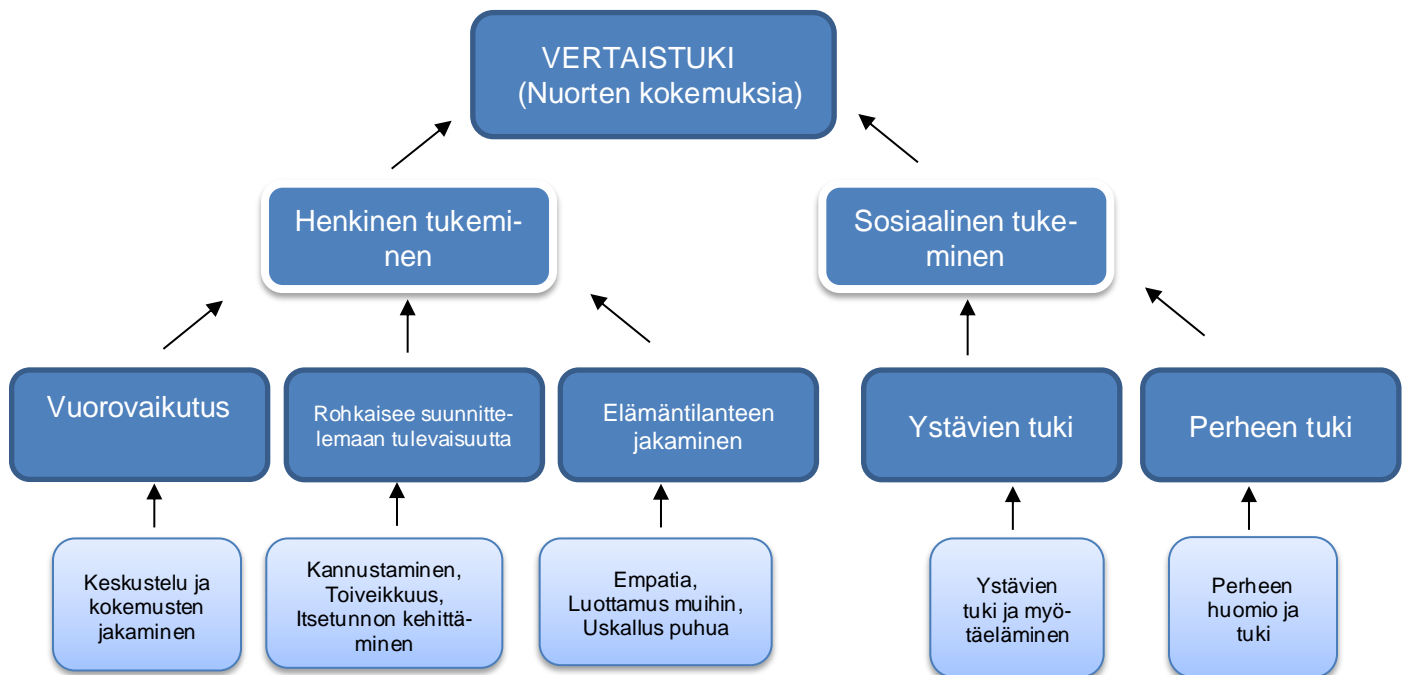 VERTAISTUKI
(Nuorten kokemuksia)
Henkinen tukemi-
nen
Sosiaalinen tuke-
minen
Vuorovaikutus
Rohkaisee suunnitte-
lemaan tulevaisuutta
Elämäntilanteen
jakaminen
Ystävien tuki
Perheen tuki
Keskustelu ja
kokemusten
jakaminen
Kannustaminen,
Toiveikkuus,
Itsetunnon kehittä-
minen
Empatia,
Luottamus muihin,
Uskallus puhua
Ystävien
tuki ja myö-
täeläminen
Perheen
huomio ja
tuki